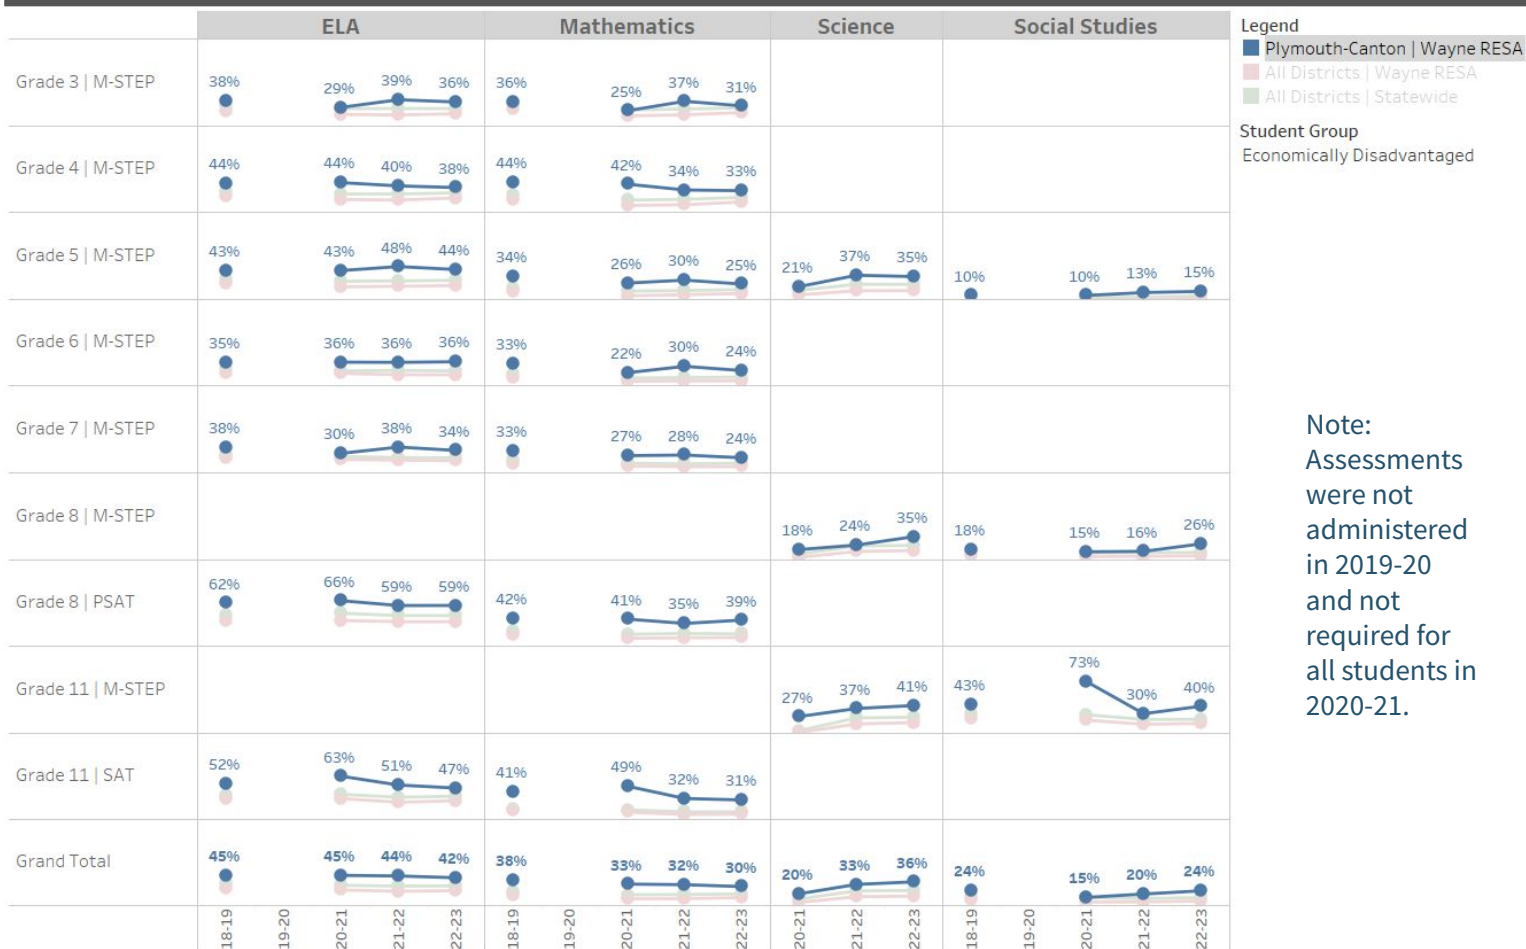 ELA Mathematics Science Social Studies
Legend
Plymouth-Canton | Wayne RESA
All Districts | Wayne RESA
All Districts | Statewide
Student Group
Economically Disadvantaged
Grade 3 | M-STEP 38% 29% 39% 36% 36% 25% 37% 31%
Grade 4 | M-STEP 44% 44% 40% 38% 44% 42% 34% 33%
Grade 5 | M-STEP 43% 43% 48% 44% 34% 26% 30% 25% 21% 37% 35% 10% 10% 13% 15%
Grade 6 | M-STEP 35% 36% 36% 36% 33% 22% 30% 24%
Grade 7 | M-STEP 38% 30% 38% 34% 33% 27% 28% 24%
Grade 8 | M-STEP 18% 24% 35% 18% 15% 16% 26%
Grade 8 | PSAT 62% 66% 59% 59% 42% 41% 35% 39%
Grade 11 | M-STEP 27% 37% 41% 43% 73% 30% 40%
Grade 11 | SAT 52% 63% 51% 47% 41% 49% 32% 31%
Grand Total 45% 45% 44% 42% 38% 33% 32% 30% 20% 33% 36% 24% 15% 20% 24%
18-19 19-20 20-21 21-22 22-23 18-19 19-20 20-21 21-22 22-23 20-21 21-22 22-23 18-19 19-20 20-21 21-22 22-23
Note:
Assessments
were not
administered
in 2019-20
and not
required for
all students in
2020-21.